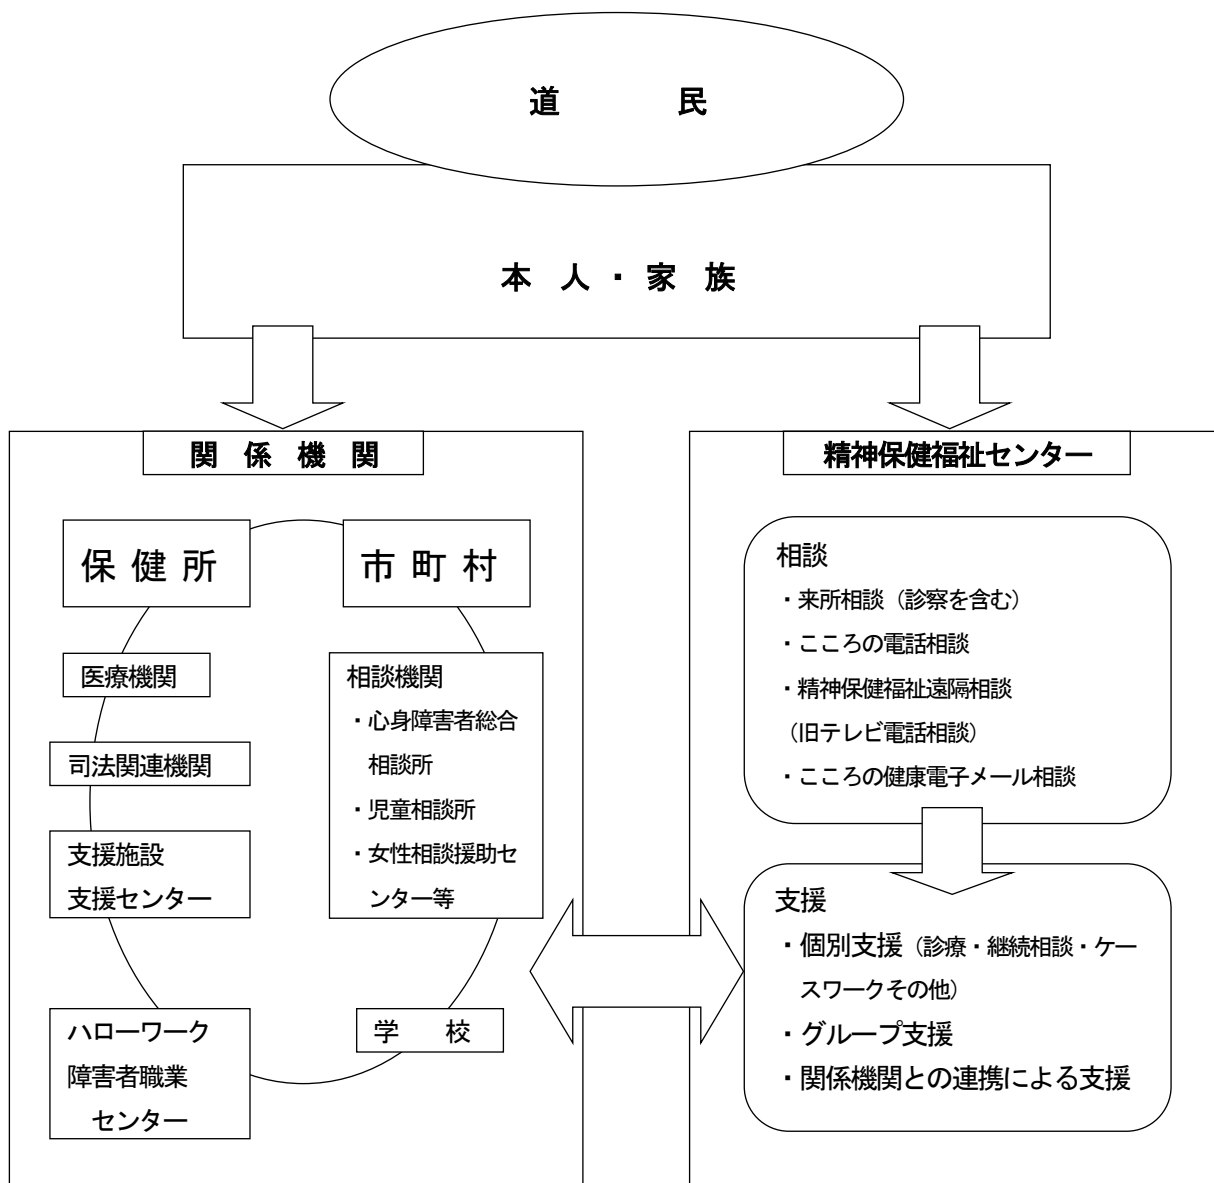 道　民
本人・家族
関係機関
保健所
市町村
医療機関
司法関連機関
支援施設
支援センター
ハローワーク
障害者職業
センター
相談機関
・心身障害者総合
相談所
・児童相談所
・女性相談援助セ
ンター等
学　校
精神保健福祉センター
相談
・来所相談（診察を含む）
・こころの電話相談
・精神保健福祉遠隔相談
（旧テレビ電話相談）
・こころの健康電子メール相談
支援
・個別支援（診療・継続相談・ケー
スワークその他）
・グループ支援
・関係機関との連携による支援